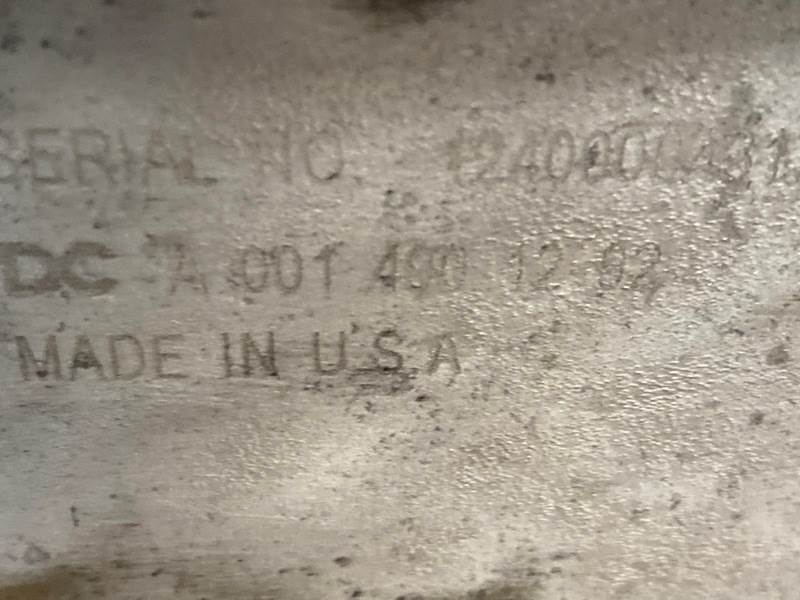 SERIAL NO.
DC A 001 490 12 92
MADE IN U.S.A